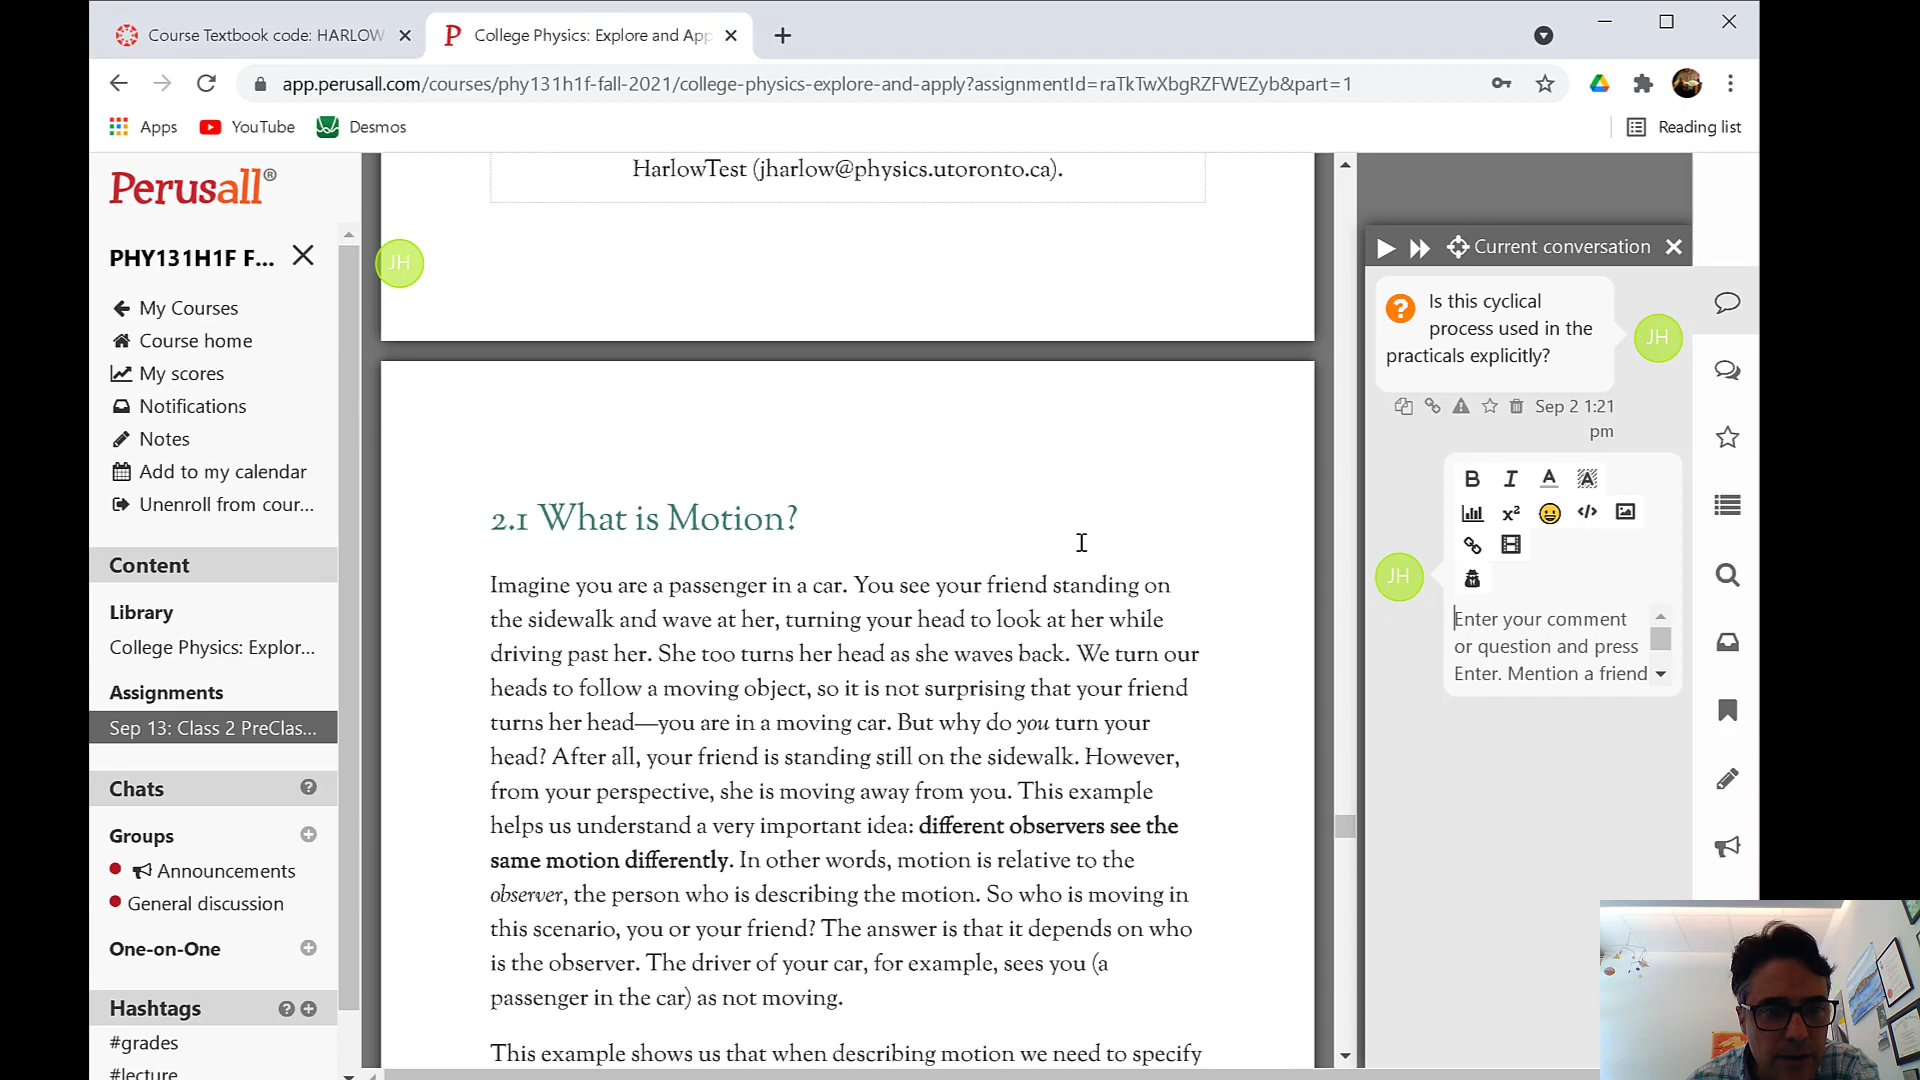 Course Textbook code: HARLOW
College Physics: Explore and App
app.perusall.com/courses/phy131h1f-fall-2021/college-physics-explore-and-apply?assignmentId=raTkTwXbgRZFWEZyb&part=1
Apps
YouTube
Desmos
Reading list
Perusall®
PHY131H1F F...
My Courses
Course home
My scores
Notifications
Notes
Add to my calendar
Unenroll from cour...
Content
Library
College Physics: Explor...
Assignments
Sep 13: Class 2 PreClas...
Chats
Groups
Announcements
General discussion
One-on-One
Hashtags
#grades
#lecture
HarlowTest (jharlow@physics.utoronto.ca).
JH
2.1 What is Motion?
Imagine you are a passenger in a car. You see your friend standing on
the sidewalk and wave at her, turning your head to look at her while
driving past her. She too turns her head as she waves back. We turn our
heads to follow a moving object, so it is not surprising that your friend
turns her head—you are in a moving car. But why do you turn your
head? After all, your friend is standing still on the sidewalk. However,
from your perspective, she is moving away from you. This example
helps us understand a very important idea: different observers see the
same motion differently. In other words, motion is relative to the
observer, the person who is describing the motion. So who is moving in
this scenario, you or your friend? The answer is that it depends on who
is the observer. The driver of your car, for example, sees you (a
passenger in the car) as not moving.
This example shows us that when describing motion we need to specify
Current conversation
Is this cyclical
process used in the
practicals explicitly?
JH
Sep 2 1:21
pm
B I A A
x²
JH
Enter your comment
or question and press
Enter. Mention a friend